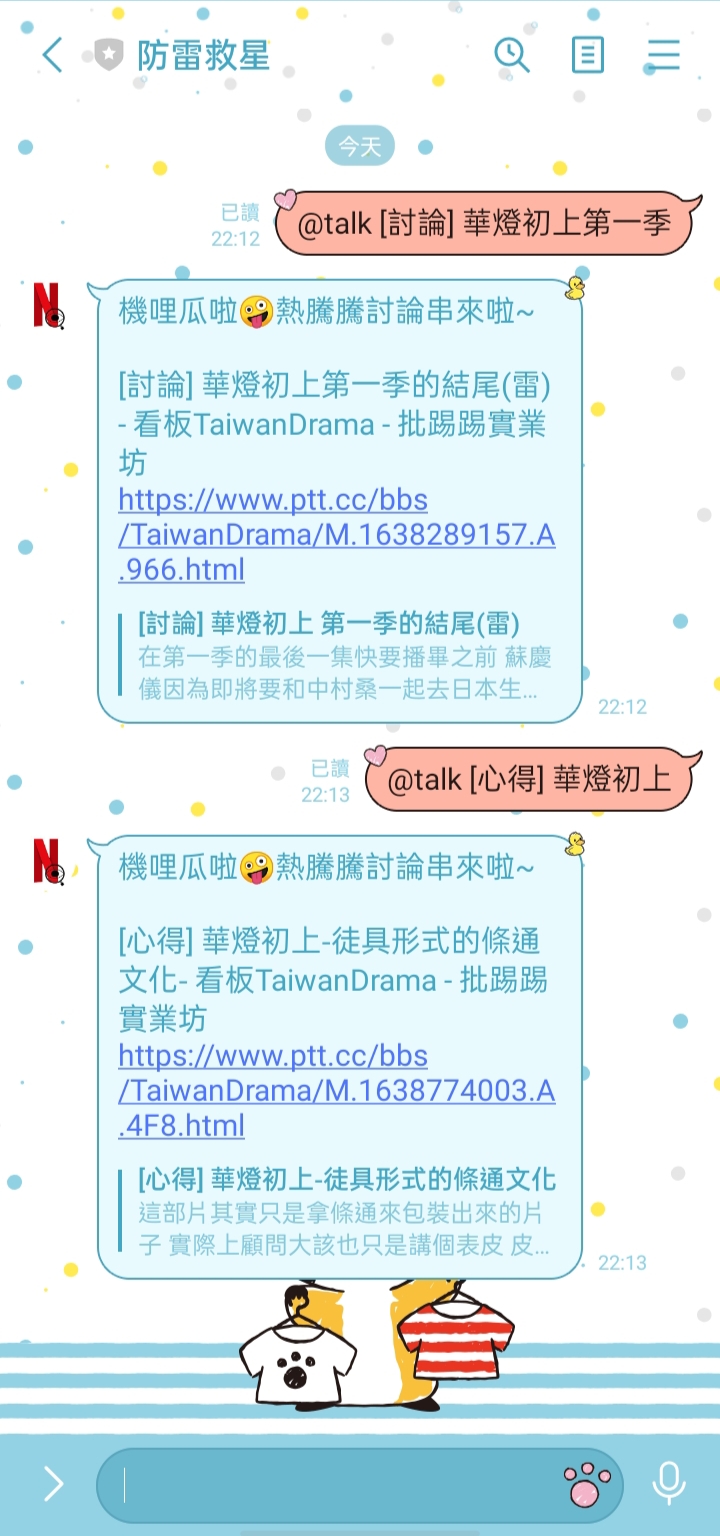 防雷救星
今天
已讀
22:12
@talk [討論] 華燈初上第一季
機哩瓜啦🤪熱騰騰討論串來啦~
[討論] 華燈初上第一季的結尾(雷)
- 看板TaiwanDrama - 批踢踢實業
坊
https://www.ptt.cc/bbs
/TaiwanDrama/M.1638289157.A
.966.html
[討論] 華燈初上 第一季的結尾(雷)
在第一季的最後一集快要播畢之前 蘇慶
儀因為即將要和中村桑一起去日本生...
22:12
已讀
22:13
@talk [心得] 華燈初上
機哩瓜啦🤪熱騰騰討論串來啦~
[心得] 華燈初上-徒具形式的條通
文化- 看板TaiwanDrama - 批踢踢
實業坊
https://www.ptt.cc/bbs
/TaiwanDrama/M.1638774003.A
.4F8.html
[心得] 華燈初上-徒具形式的條通文化
這部片其實只是拿條通來包裝出來的片
子 實際上顧問大該也只是講個表皮 皮...
22:13